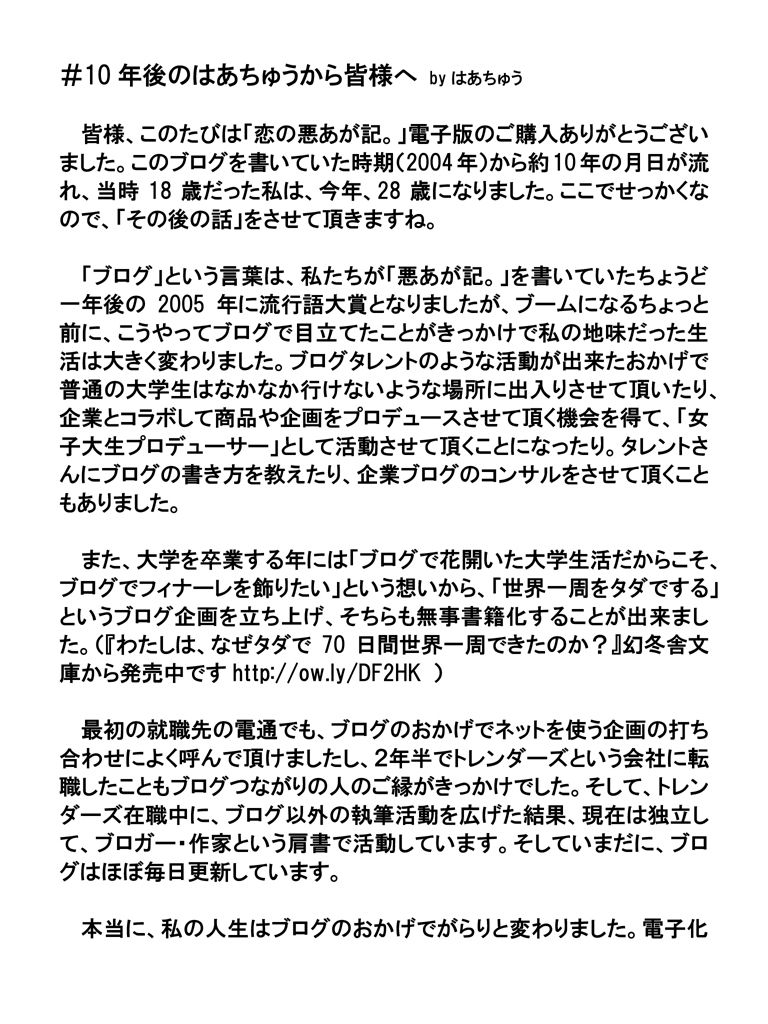 ＃10 年後のはあちゅうから皆様へ by はあちゅう
皆様、このたびは「恋の悪あが記。」電子版のご購入ありがとうござい
ました。このブログを書いていた時期（2004 年）から約 10 年の月日が流
れ、当時 18 歳だった私は、今年、28 歳になりました。ここでせっかくな
ので、「その後の話」をさせて頂きますね。
「ブログ」という言葉は、私たちが「悪あが記。」を書いていたちょうど
一年後の 2005 年に流行語大賞となりましたが、ブームになるちょっと
前に、こうやってブログで目立てたことがきっかけで私の地味だった生
活は大きく変わりました。ブログタレントのような活動が出来たおかげで
普通の大学生はなかなか行けないような場所に出入りさせて頂いたり、
企業とコラボして商品や企画をプロデュースさせて頂く機会を得て、「女
子大生プロデューサー」として活動させて頂くことになったり。タレントさ
んにブログの書き方を教えたり、企業ブログのコンサルをさせて頂くこと
もありました。
また、大学を卒業する年には「ブログで花開いた大学生活だからこそ、
ブログでフィナーレを飾りたい」という想いから、「世界一周をタダでする」
というブログ企画を立ち上げ、そちらも無事書籍化することが出来まし
た。（『わたしは、なぜタダで 70 日間世界一周できたのか？』幻冬舎文
庫から発売中です http://ow.ly/DF2HK ）
最初の就職先の電通でも、ブログのおかげでネットを使う企画の打ち
合わせによく呼んで頂けましたし、２年半でトレンダーズという会社に転
職したこともブログつながりの人のご縁がきっかけでした。そして、トレン
ダーズ在職中に、ブログ以外の執筆活動を広げた結果、現在は独立し
て、ブロガー・作家という肩書で活動しています。そしていまだに、ブロ
グはほぼ毎日更新しています。
本当に、私の人生はブログのおかげでがらりと変わりました。電子化